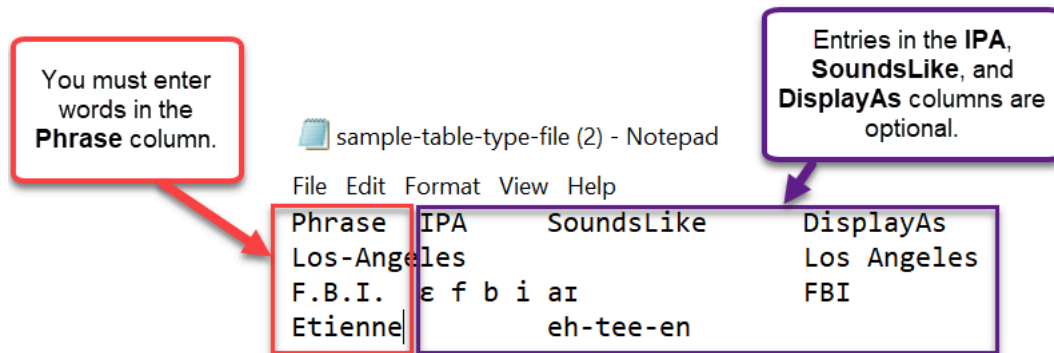 You must enter
words in the
Phrase column.
Entries in the IPA,
SoundsLike, and
DisplayAs columns are
optional.
sample-table-type-file (2) - Notepad
File Edit Format View Help
Phrase IPA SoundsLike DisplayAs
Los-Angeles Los Angeles
F.B.I. ɛ f b i aɪ FBI
Etienne eh-tee-en